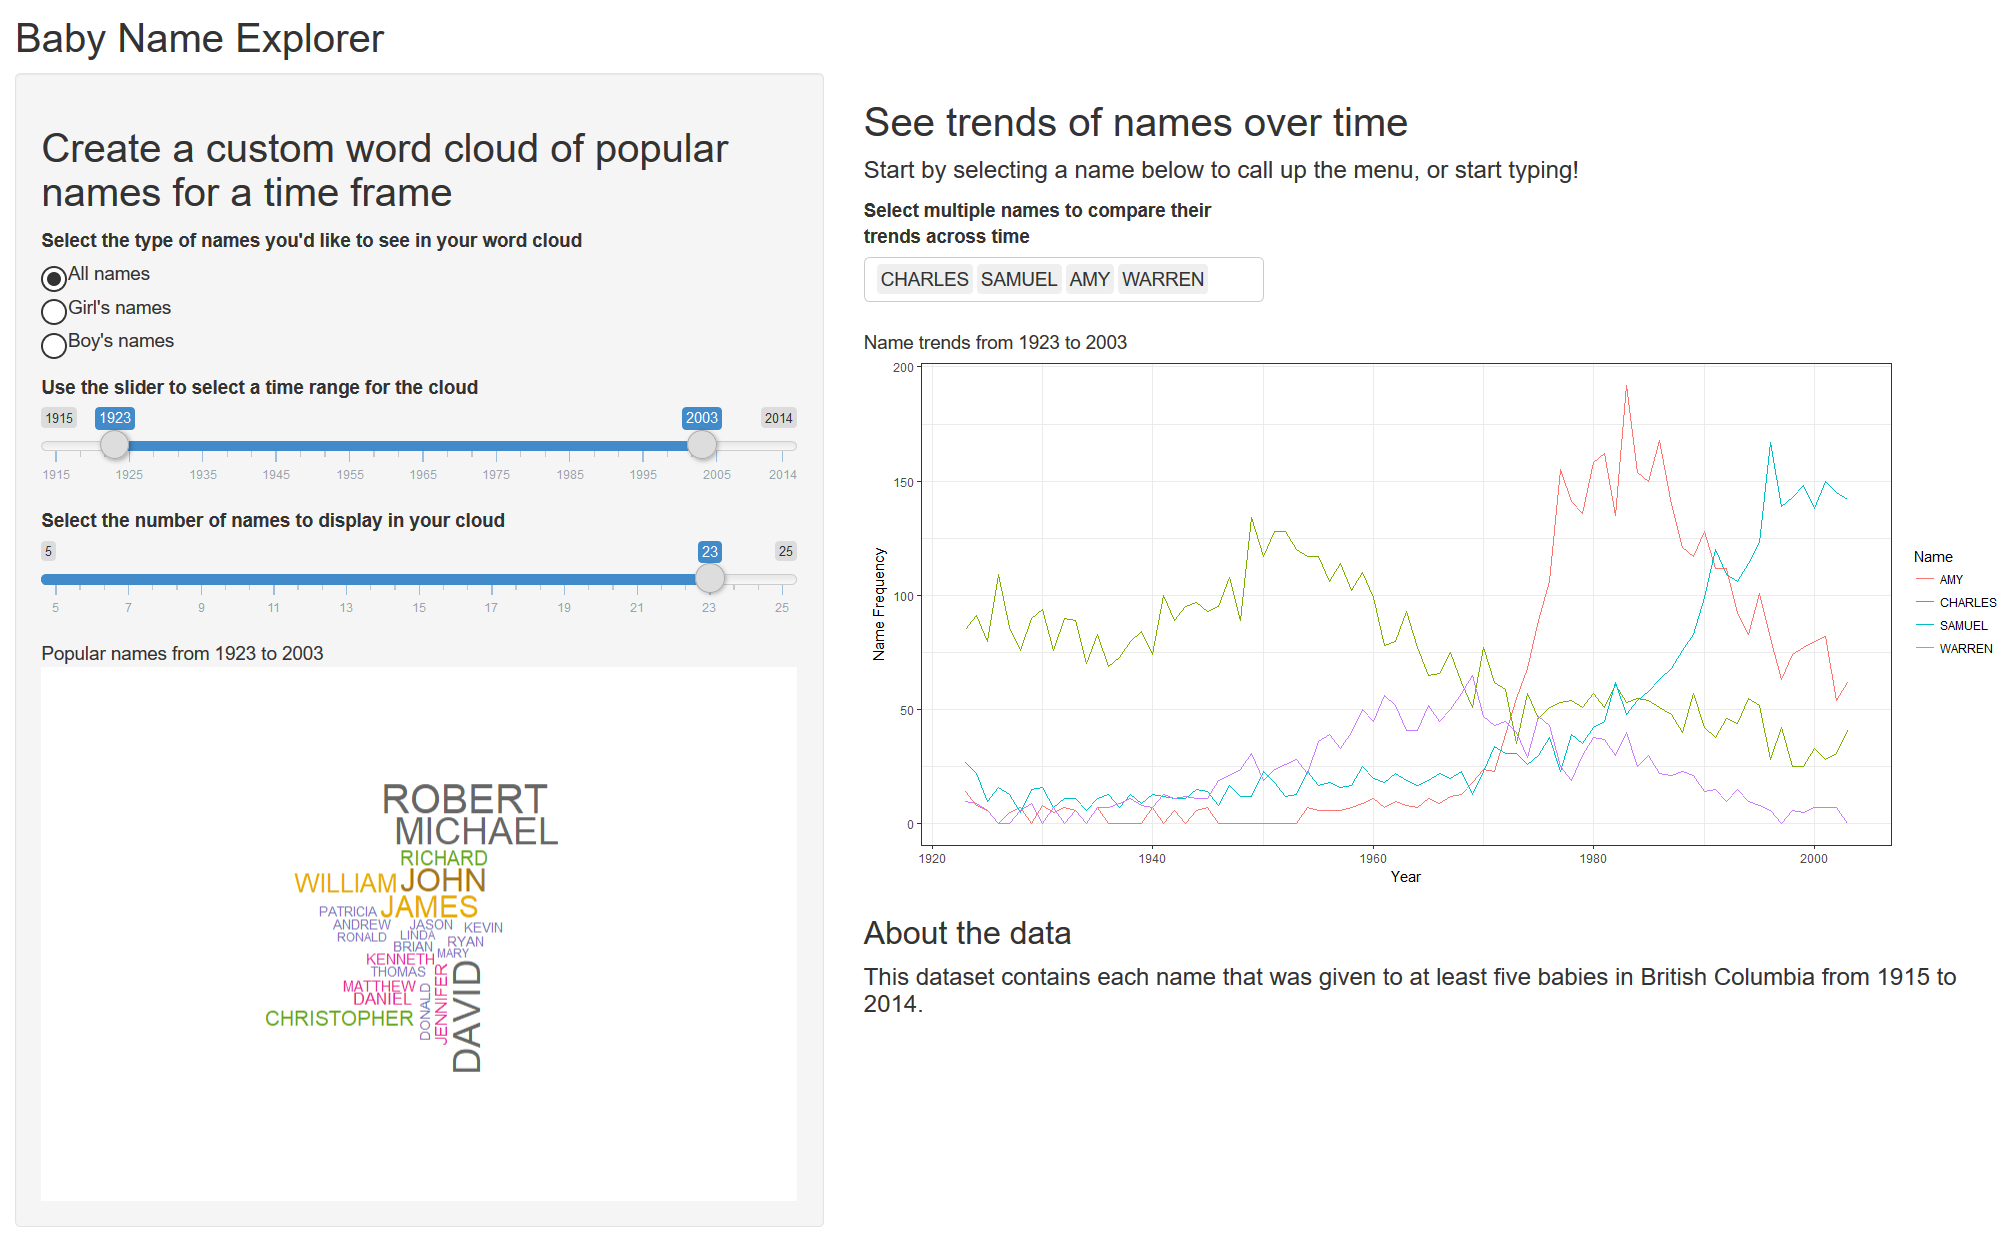 Baby Name Explorer
Create a custom word cloud of popular
names for a time frame
Select the type of names you'd like to see in your word cloud
All names
Girl's names
Boy's names
Use the slider to select a time range for the cloud
1915 1923 2003 2014
1915 1925 1935 1945 1955 1965 1975 1985 1995 2005 2014
Select the number of names to display in your cloud
5 23 25
5 7 9 11 13 15 17 19 21 23 25
Popular names from 1923 to 2003
ROBERT
MICHAEL
RICHARD
WILLIAM JOHN
PATRICIA JAMES
ANDREW JASON KEVIN
RONALD LINDA RYAN
BRIAN MARY
KENNETH
THOMAS
MATTHEW
DANIEL
CHRISTOPHER DONALD JENNIFER DAVID
See trends of names over time
Start by selecting a name below to call up the menu, or start typing!
Select multiple names to compare their
trends across time
CHARLES SAMUEL AMY WARREN
Name trends from 1923 to 2003
200
150
100
50
0
Name Frequency
1920 1940 1960 1980 2000
Year
Name
AMY
CHARLES
SAMUEL
WARREN
About the data
This dataset contains each name that was given to at least five babies in British Columbia from 1915 to
2014.